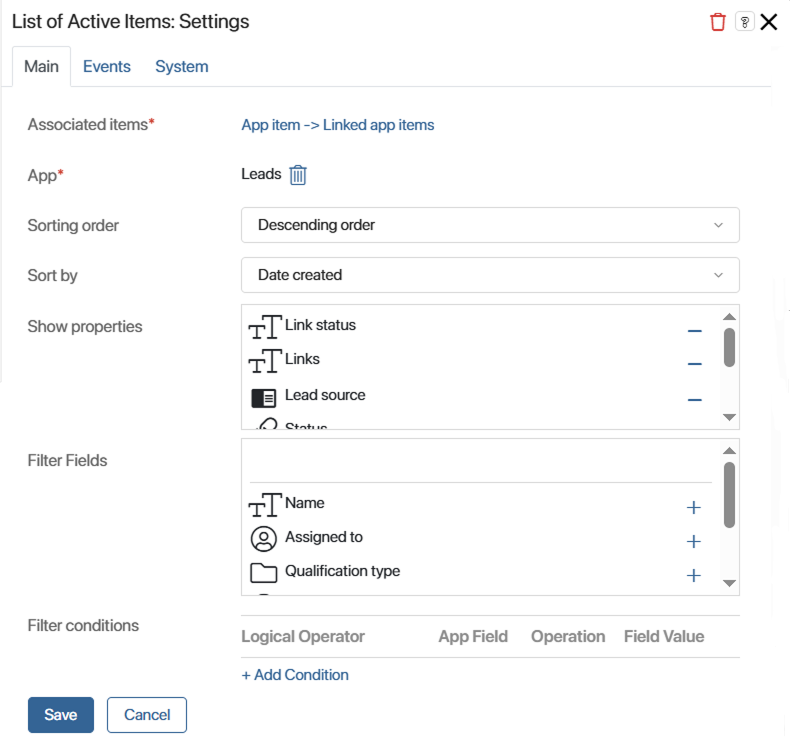 List of Active Items: Settings
?
Main Events System
Associated items* App item -> Linked app items
App* Leads
Sorting order Descending order
Sort by Date created
Show properties
Link status
Links
Lead source
Status
Filter Fields
Name
Assigned to
Qualification type
Filter conditions
Logical Operator App Field Operation Field Value
+ Add Condition
Save Cancel